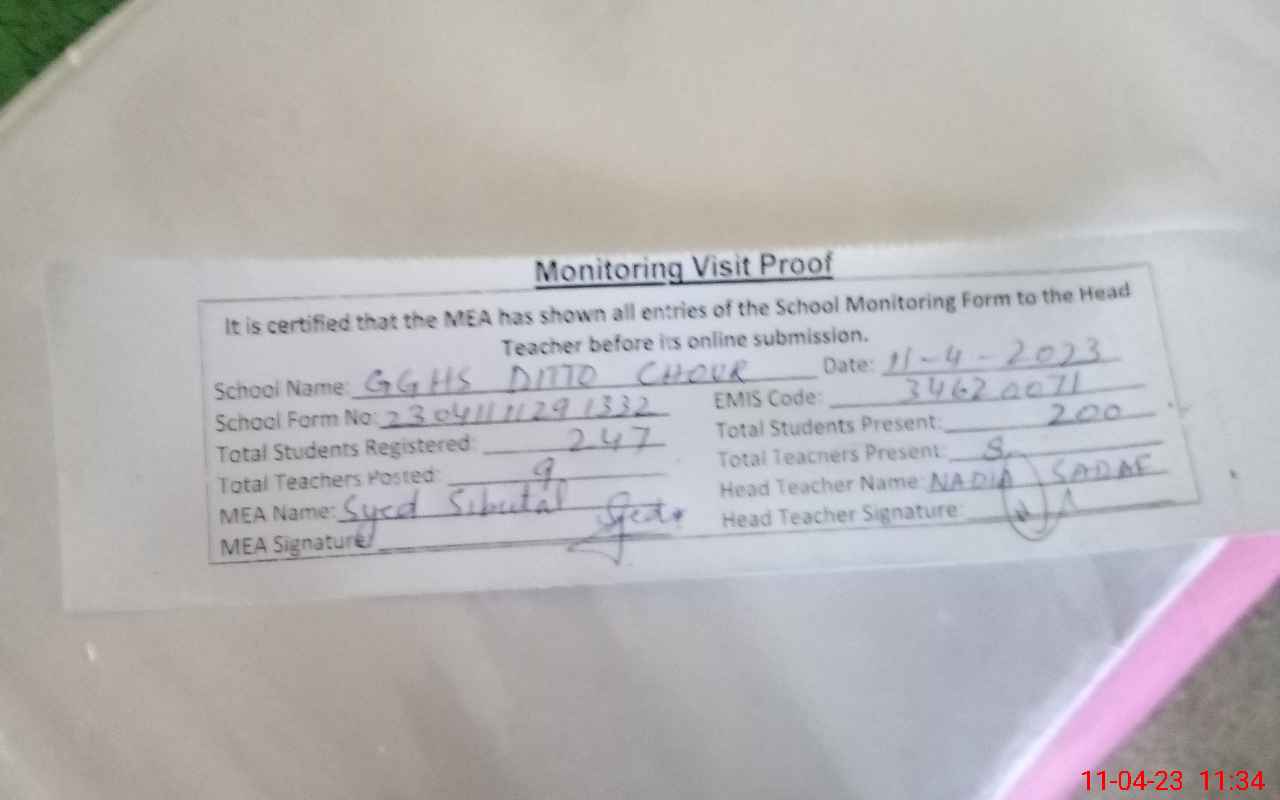 Monitoring Visit Proof
It is certified that the MEA has shown all entries of the School Monitoring Form to the Head
Teacher before its online submission.
School Name: GGHS DITTO CHOUR Date: 11-4-2023
School Form No: 2304111129 1332 EMIS Code: 34620071
Total Students Registered: 247 Total Students Present: 200
Total Teachers Posted: 9 Total Teachers Present: 8
MEA Name: Syed Sibutal Head Teacher Name: NADIA SADAF
MEA Signature: Head Teacher Signature:
11-04-23 11:34